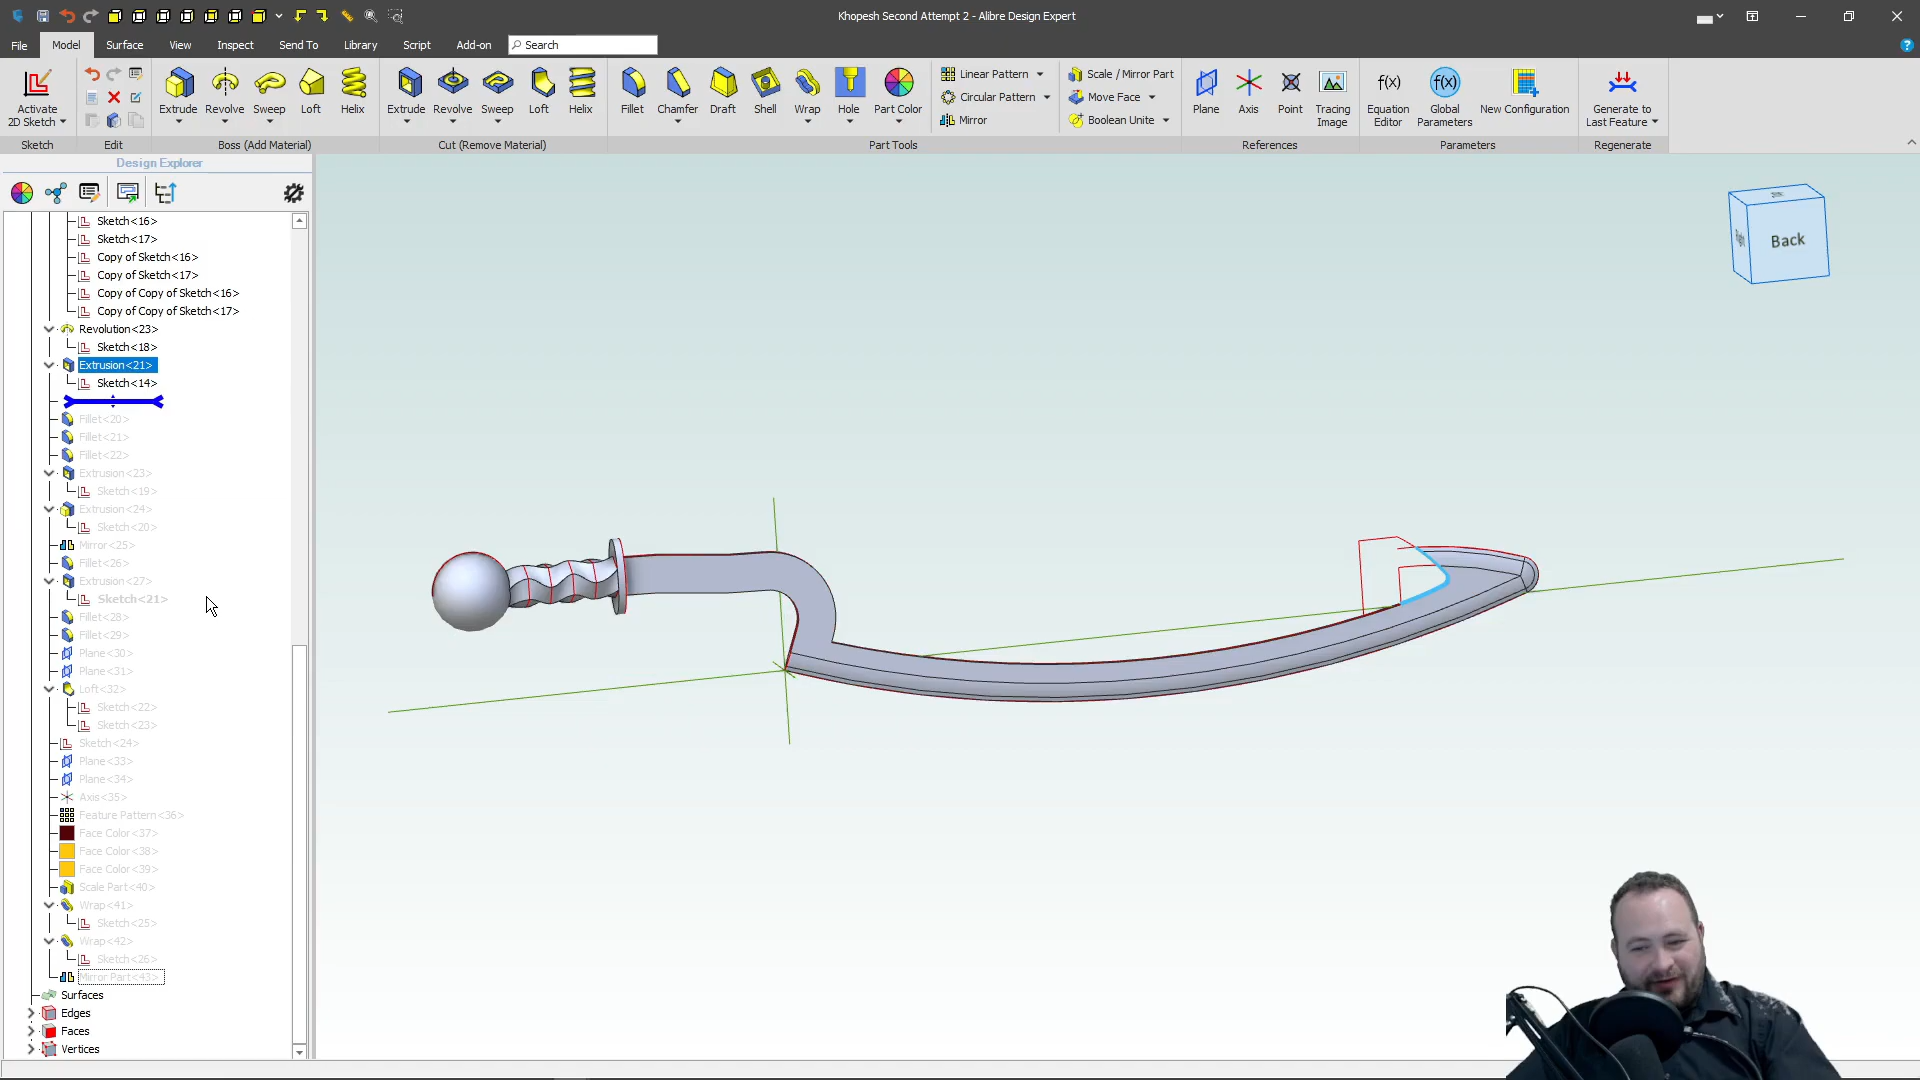 Khopesh Second Attempt 2 - Alibre Design Expert
File
Model
Surface
View
Inspect
Send To
Library
Script
Add-on
Search
Activate
2D Sketch
Extrude
Revolve
Sweep
Loft
Helix
Extrude
Revolve
Sweep
Loft
Helix
Fillet
Chamfer
Draft
Shell
Wrap
Hole
Part Color
Linear Pattern
Circular Pattern
Mirror
Scale / Mirror Part
Move Face
Boolean Unite
Plane
Axis
Point
Tracing
Image
f(x)
Equation
Editor
f(x)
Global
Parameters
New Configuration
Generate to
Last Feature
Sketch
Edit
Boss (Add Material)
Cut (Remove Material)
Part Tools
References
Parameters
Regenerate
Design Explorer
Sketch<16>
Sketch<17>
Copy of Sketch<16>
Copy of Sketch<17>
Copy of Copy of Sketch<16>
Copy of Copy of Sketch<17>
Revolution<23>
Sketch<18>
Extrusion<21>
Sketch<14>
Fillet<20>
Fillet<21>
Fillet<22>
Extrusion<23>
Sketch<19>
Extrusion<24>
Sketch<20>
Mirror<25>
Fillet<26>
Extrusion<27>
Sketch<21>
Fillet<28>
Fillet<29>
Plane<30>
Plane<31>
Loft<32>
Sketch<22>
Sketch<23>
Sketch<24>
Plane<33>
Plane<34>
Axis<35>
Feature Pattern<36>
Face Color<37>
Face Color<38>
Face Color<39>
Scale Part<40>
Wrap<41>
Sketch<25>
Wrap<42>
Sketch<26>
Mirror Part<43>
Surfaces
Edges
Faces
Vertices
Back